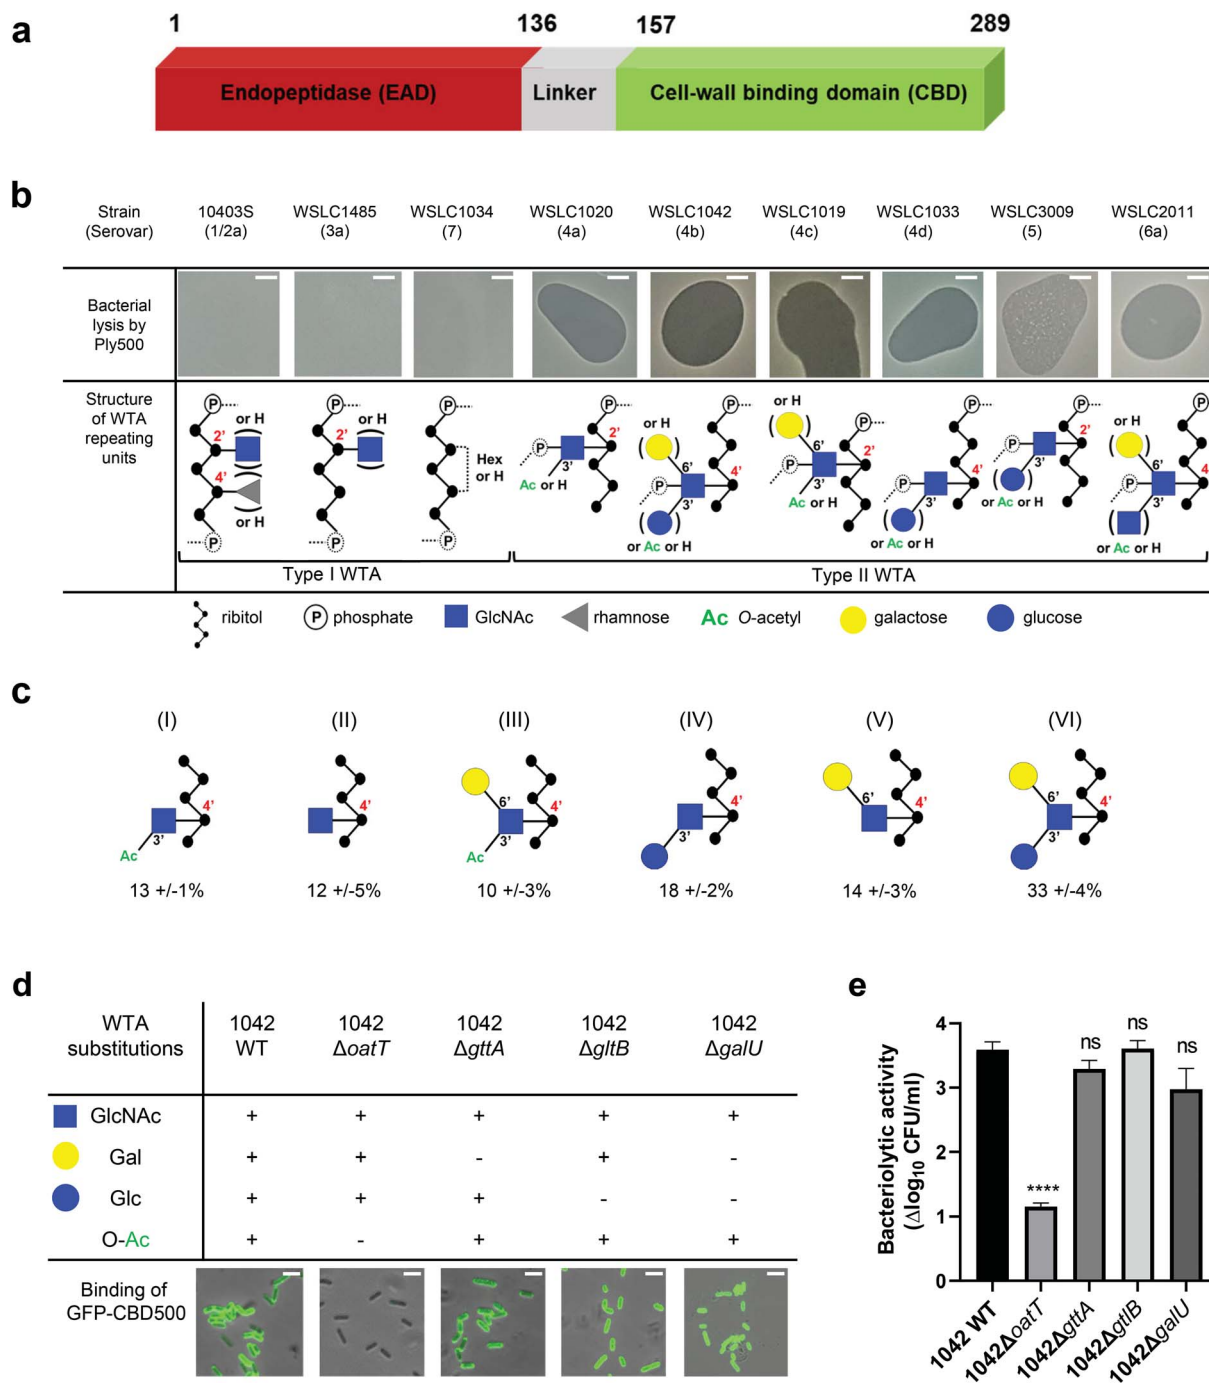 a
1 136 157 289
Endopeptidase (EAD) Linker Cell-wall binding domain (CBD)
b
Strain 10403S WSLC1485 WSLC1034 WSLC1020 WSLC1042 WSLC1019 WSLC1033 WSLC3009 WSLC2011
(Serovar) (1/2a) (3a) (7) (4a) (4b) (4c) (4d) (5) (6a)
Bacterial
lysis by
Ply500
Structure
of WTA
repeating
units
P 2' or H 4' or H P
P 2' or H P
P Hex or H P
P 2' P 3' Ac or H
P or H 6' 4' P 3' or Ac or H
or H P 6' 2' P 3' Ac or H
P 4' P 3' or Ac or H
P 2' P 3' or Ac or H
P or H 6' 4' P 3' or Ac or H
Type I WTA Type II WTA
ribitol P phosphate GlcNAc rhamnose Ac O-acetyl galactose glucose
c
(I) (II) (III) (IV) (V) (VI)
4' 3' Ac
4'
6' 4' 3' Ac
4' 3'
6' 4'
6' 4' 3'
13 +/-1% 12 +/-5% 10 +/-3% 18 +/-2% 14 +/-3% 33 +/-4%
d
WTA 1042 1042 1042 1042 1042
substitutions WT ΔoatT ΔgttA ΔgltB ΔgalU
GlcNAc + + + + +
Gal + + - + -
Glc + + + - -
O-Ac + - + + +
Binding of
GFP-CBD500
e
Bacteriolytic activity
(Δlog10 CFU/ml)
4
3
2
1
0
**** ns ns ns
1042 WT 1042ΔoatT 1042ΔgttA 1042ΔgtlB 1042ΔgalU